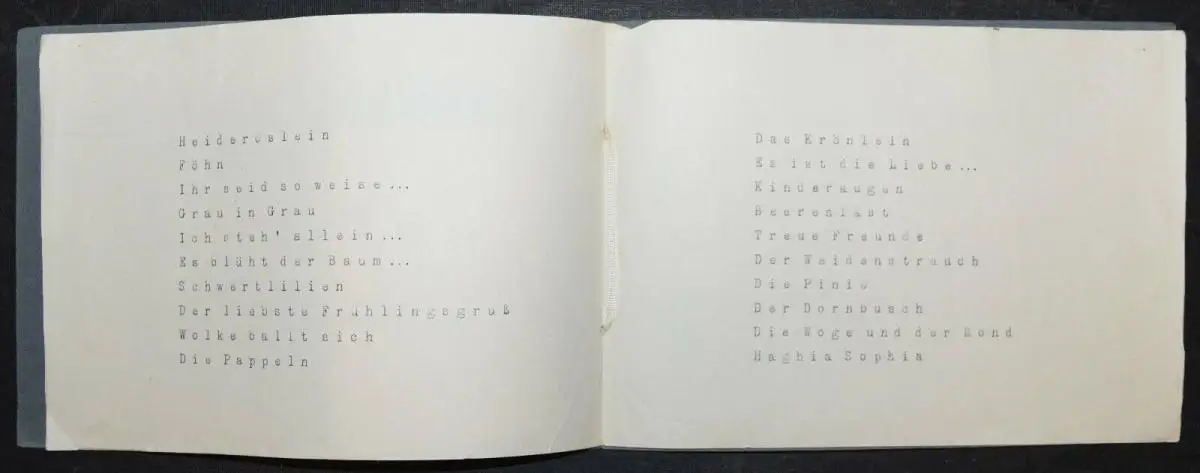 Heideröslein
Föhn
Ihr seid so weise...
Grau in Grau
Ich steh' allein...
Es blüht der Baum...
Schwertlilien
Der liebste Frühlingsgruß
Wolke ballt sich
Die Pappeln
Das Krönlein
Es ist die Liebe...
Kinderaugen
Beerenlast
Treue Freunde
Der Weidenstrauch
Die Pinie
Der Dornbusch
Die Woge und der Mond
Haghia Sophia